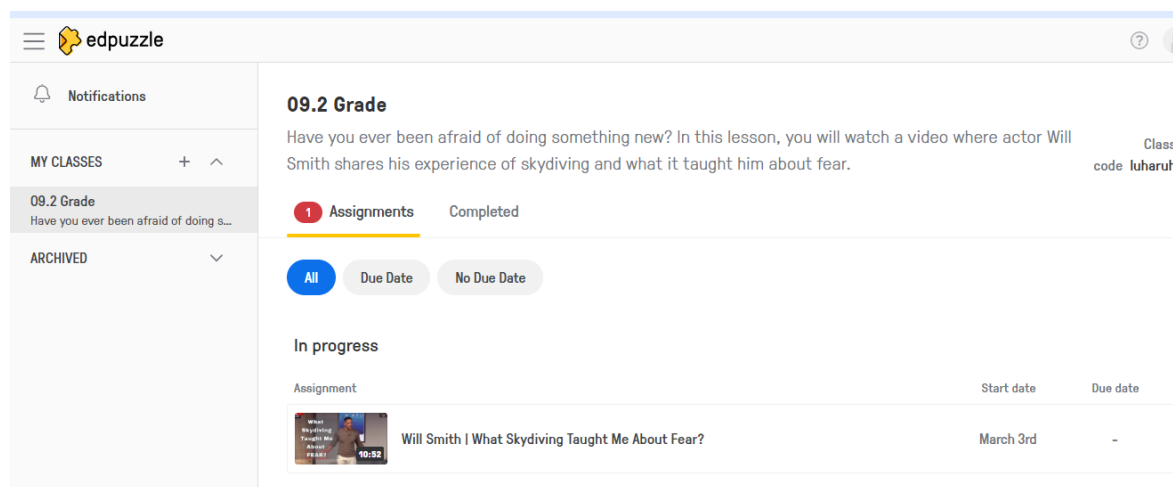 edpuzzle
Notifications
MY CLASSES
09.2 Grade
Have you ever been afraid of doing s...
ARCHIVED
09.2 Grade
Have you ever been afraid of doing something new? In this lesson, you will watch a video where actor Will
Smith shares his experience of skydiving and what it taught him about fear.
Class
code luharuh
1 Assignments Completed
All Due Date No Due Date
In progress
Assignment Start date Due date
What
Skydiving
Taught Me
About
FEAR?
10:52
Will Smith | What Skydiving Taught Me About Fear? March 3rd -